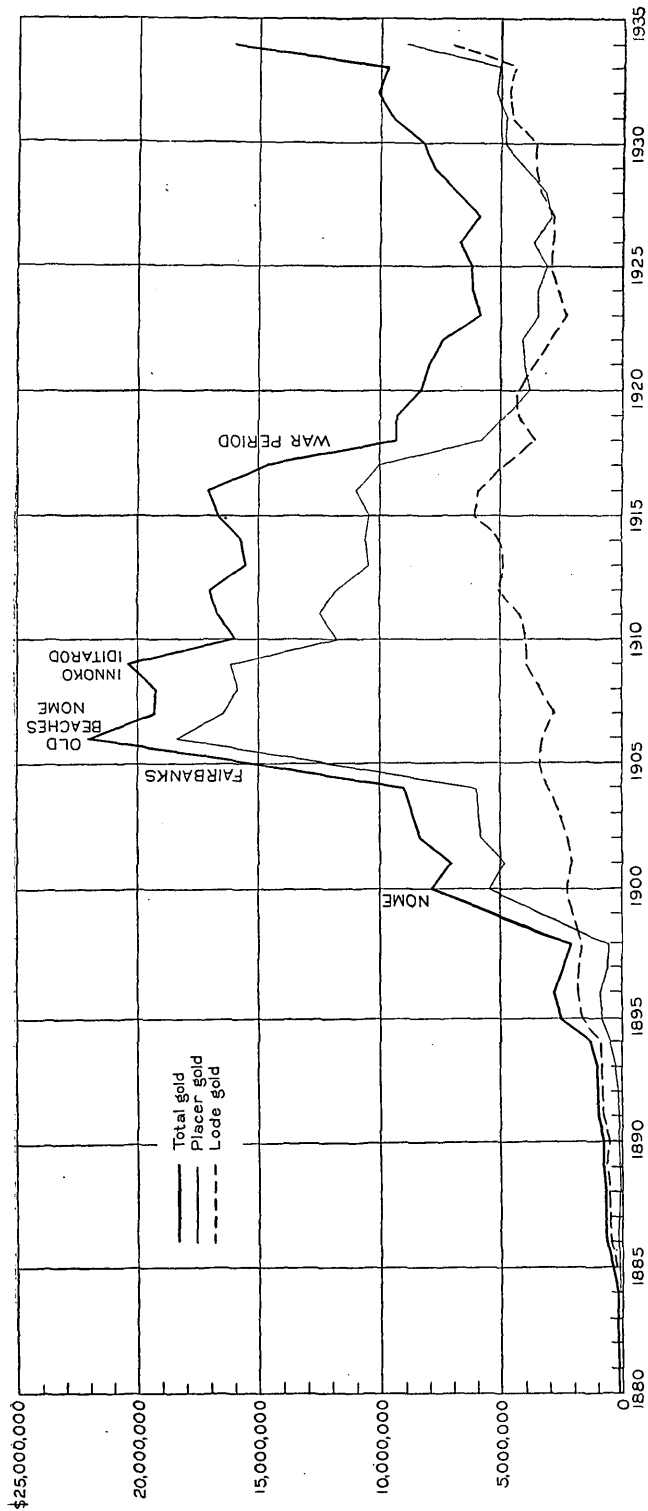 $25,000,000
20,000,000
15,000,000
10,000,000
5,000,000
0
Total gold
Placer gold
Lode gold
NOME
FAIRBANKS
OLD
BEACHES
NOME
INNOKO
IDITAROD
WAR PERIOD
1880
1885
1890
1895
1900
1905
1910
1915
1920
1925
1930
1935